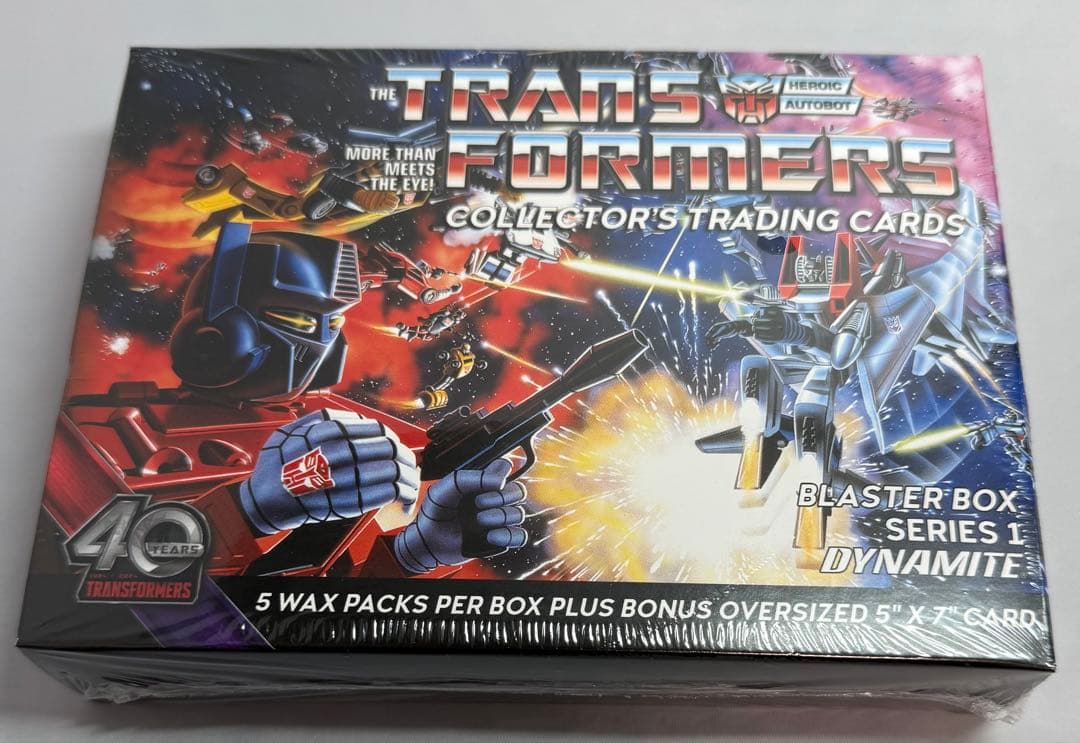 THE TRANS HEROIC
AUTOBOT
FORMERS
MORE THAN
MEETS
THE EYE!
COLLECTOR'S TRADING CARDS
BLASTER BOX
SERIES 1
DYNAMITE
40
YEARS
TRANSFORMERS
5 WAX PACKS PER BOX PLUS BONUS OVERSIZED 5" X 7" CARD